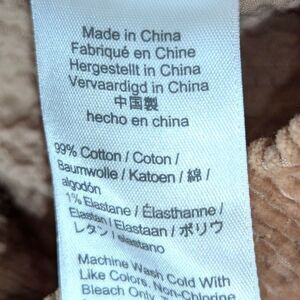 Made in China
Fabriqué en Chine
Hergestellt in China
Vervaardigd in China
中国製
hecho en china
99% Cotton / Coton /
Baumwolle / Katoen / 綿 /
algodón
1% Elastane / Élasthanne /
Elastan / Elastaan / ポリウ
レタン / elastano
Machine Wash Cold With
Like Colors. Non-Chlorine
Bleach Only.